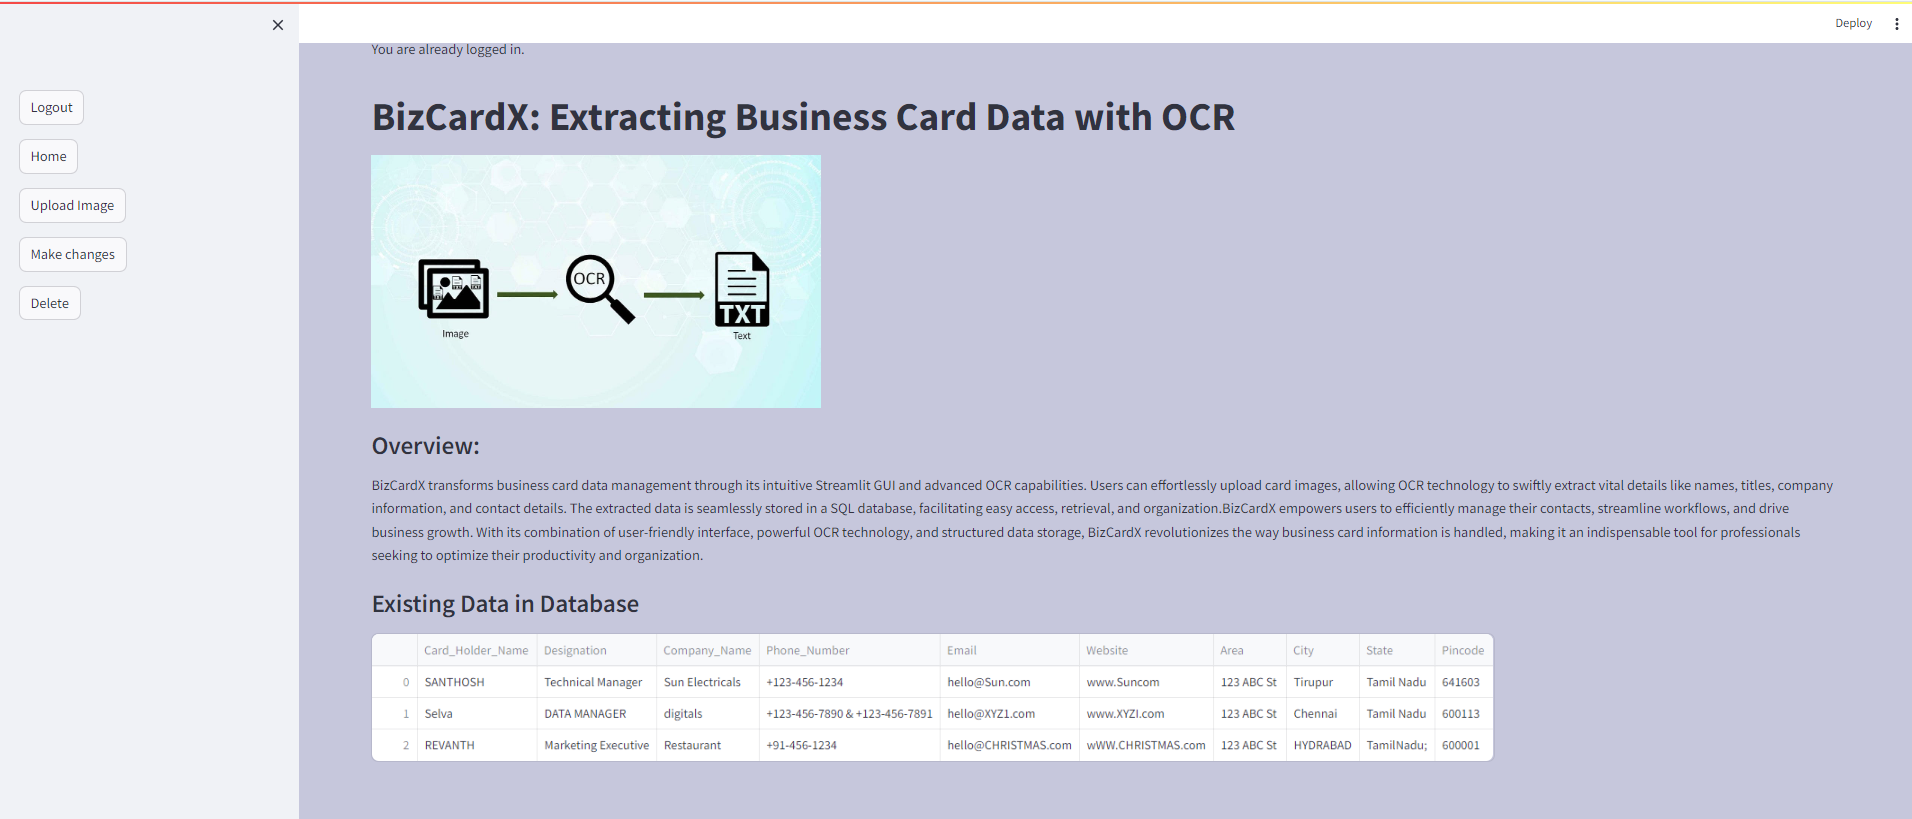 Deploy
Logout
Home
Upload Image
Make changes
Delete
You are already logged in.
BizCardX: Extracting Business Card Data with OCR
OCR
TXT
Image
Text
Overview:
BizCardX transforms business card data management through its intuitive Streamlit GUI and advanced OCR capabilities. Users can effortlessly upload card images, allowing OCR technology to swiftly extract vital details like names, titles, company
information, and contact details. The extracted data is seamlessly stored in a SQL database, facilitating easy access, retrieval, and organization.BizCardX empowers users to efficiently manage their contacts, streamline workflows, and drive
business growth. With its combination of user-friendly interface, powerful OCR technology, and structured data storage, BizCardX revolutionizes the way business card information is handled, making it an indispensable tool for professionals
seeking to optimize their productivity and organization.
Existing Data in Database
Card_Holder_Name Designation Company_Name Phone_Number Email Website Area City State Pincode
0 SANTHOSH Technical Manager Sun Electricals +123-456-1234 hello@Sun.com www.Suncom 123 ABC St Tirupur Tamil Nadu 641603
1 Selva DATA MANAGER digitals +123-456-7890 & +123-456-7891 hello@XYZ1.com www.XYZI.com 123 ABC St Chennai Tamil Nadu 600113
2 REVANTH Marketing Executive Restaurant +91-456-1234 hello@CHRISTMAS.com wWW.CHRISTMAS.com 123 ABC St HYDRABAD TamilNadu; 600001